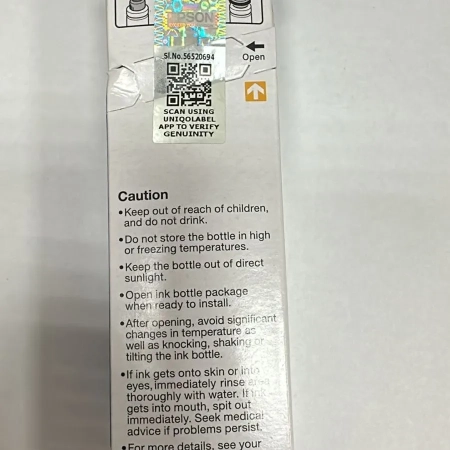 EPSON
Sl.No.56520694
SCAN USING
UNIQOLABEL
APP TO VERIFY
GENUINITY
Open
Caution
•Keep out of reach of children,
and do not drink.
•Do not store the bottle in high
or freezing temperatures.
•Keep the bottle out of direct
sunlight.
•Open ink bottle package
when ready to install.
•After opening, avoid significant
changes in temperature as
well as knocking, shaking or
tilting the ink bottle.
•If ink gets onto skin or into
eyes, immediately rinse
thoroughly with water. If
gets into mouth, spit out
immediately. Seek medical
advice if problems persist.
•For more details, see your